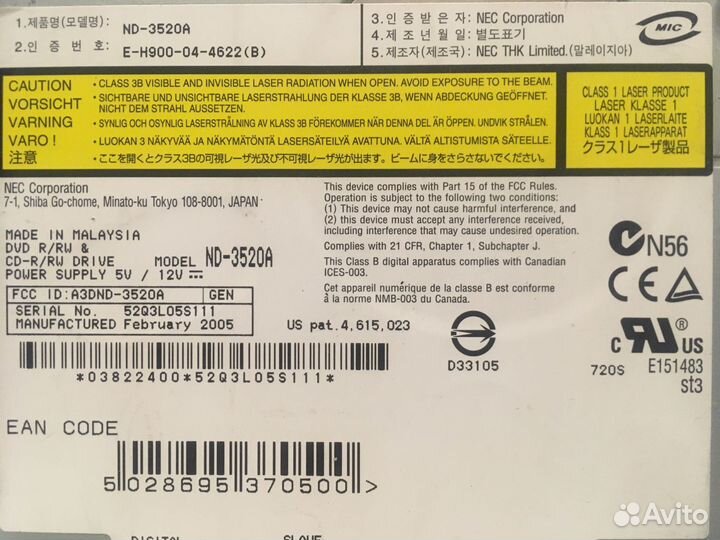 1.제품명(모델명): ND-3520A
2.인 증 번 호: E-H900-04-4622(B)
3.인 증 받 은 자: NEC Corporation
4.제 조 년 월 일: 별도표기
5.제조자(제조국): NEC THK Limited.(말레이지아)
MIC
CAUTION • CLASS 3B VISIBLE AND INVISIBLE LASER RADIATION WHEN OPEN. AVOID EXPOSURE TO THE BEAM.
VORSICHT • SICHTBARE UND UNSICHTBARE LASERSTRAHLUNG DER KLASSE 3B, WENN ABDECKUNG GEÖFFNET.
NICHT DEM STRAHL AUSSETZEN.
VARNING • SYNLIG OCH OSYNLIG LASERSTRÅLNING AV KLASS 3B FÖREKOMMER NÄR DENNA DEL ÄR ÖPPEN. UNDVIK STRÅLEN.
VARO! • LUOKAN 3 NÄKYVÄÄ JA NÄKYMÄTÖNTÄ LASERSÄTEILYÄ AVATTUNA. VÄLTÄ ALTISTUMISTA SÄTEELLE.
注意 • ここを開くとクラス3Bの可視レーザ光及び不可視レーザ光が出ます。ビームに身をさらさないでください。
CLASS 1 LASER PRODUCT
LASER KLASSE 1
LUOKAN 1 LASERLAITE
KLASS 1 LASERAPPARAT
クラス1レーザ製品
NEC Corporation
7-1, Shiba Go-chome, Minato-ku Tokyo 108-8001, JAPAN
MADE IN MALAYSIA
DVD R/RW &
CD-R/RW DRIVE MODEL ND-3520A
POWER SUPPLY 5V / 12V
FCC ID:A3DND-3520A GEN
SERIAL No. 52Q3L05S111
MANUFACTURED February 2005
US pat.4,615,023
This device complies with Part 15 of the FCC Rules.
Operation is subject to the following two conditions:
(1) This device may not cause harmful interference, and
(2) this device must accept any interference received,
including interference that may cause undesired operation.
Complies with 21 CFR, Chapter 1, Subchapter J.
This Class B digital apparatus complies with Canadian
ICES-003.
Cet appareil numérique de la classe B est conforme
à la norme NMB-003 du Canada.
N56
CE
D33105
c RU ® US
720S E151483
st3
*03822400*52Q3L05S111*
EAN CODE
5 028695 370500 >
DIGITAL SLAVE
Avito